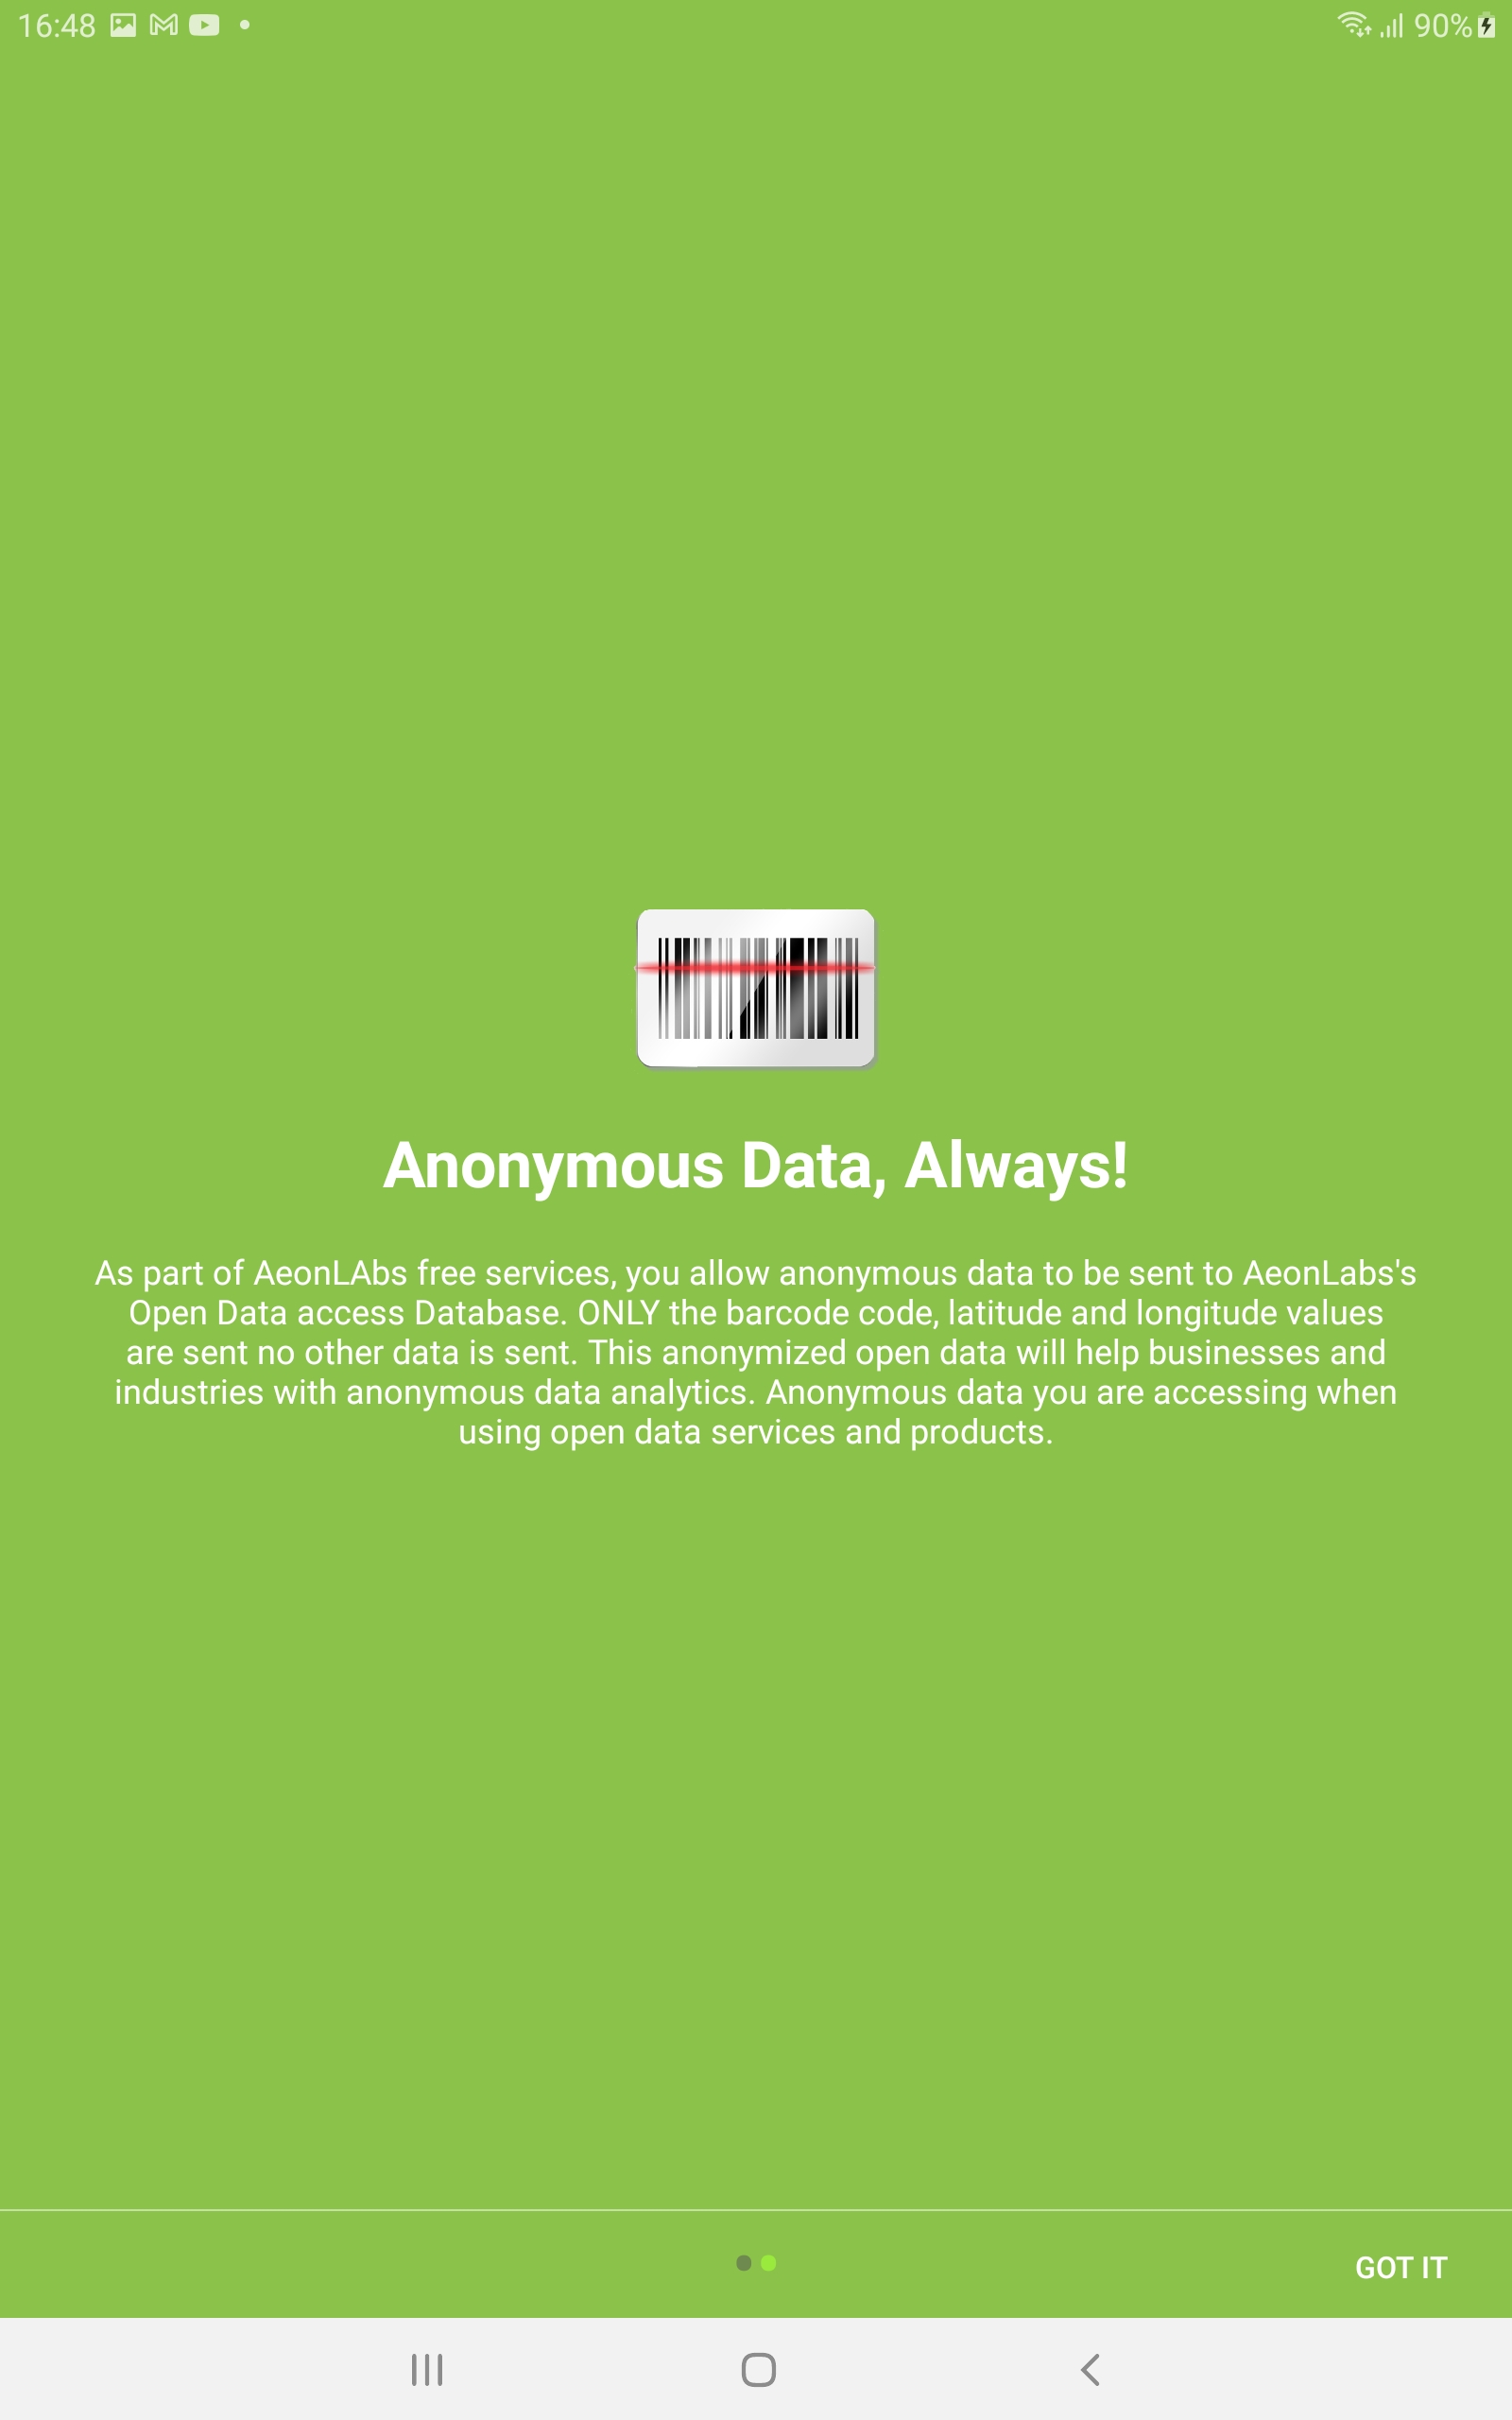 16:48
90%
Anonymous Data, Always!
As part of AeonLAbs free services, you allow anonymous data to be sent to AeonLabs's
Open Data access Database. ONLY the barcode code, latitude and longitude values
are sent no other data is sent. This anonymized open data will help businesses and
industries with anonymous data analytics. Anonymous data you are accessing when
using open data services and products.
GOT IT